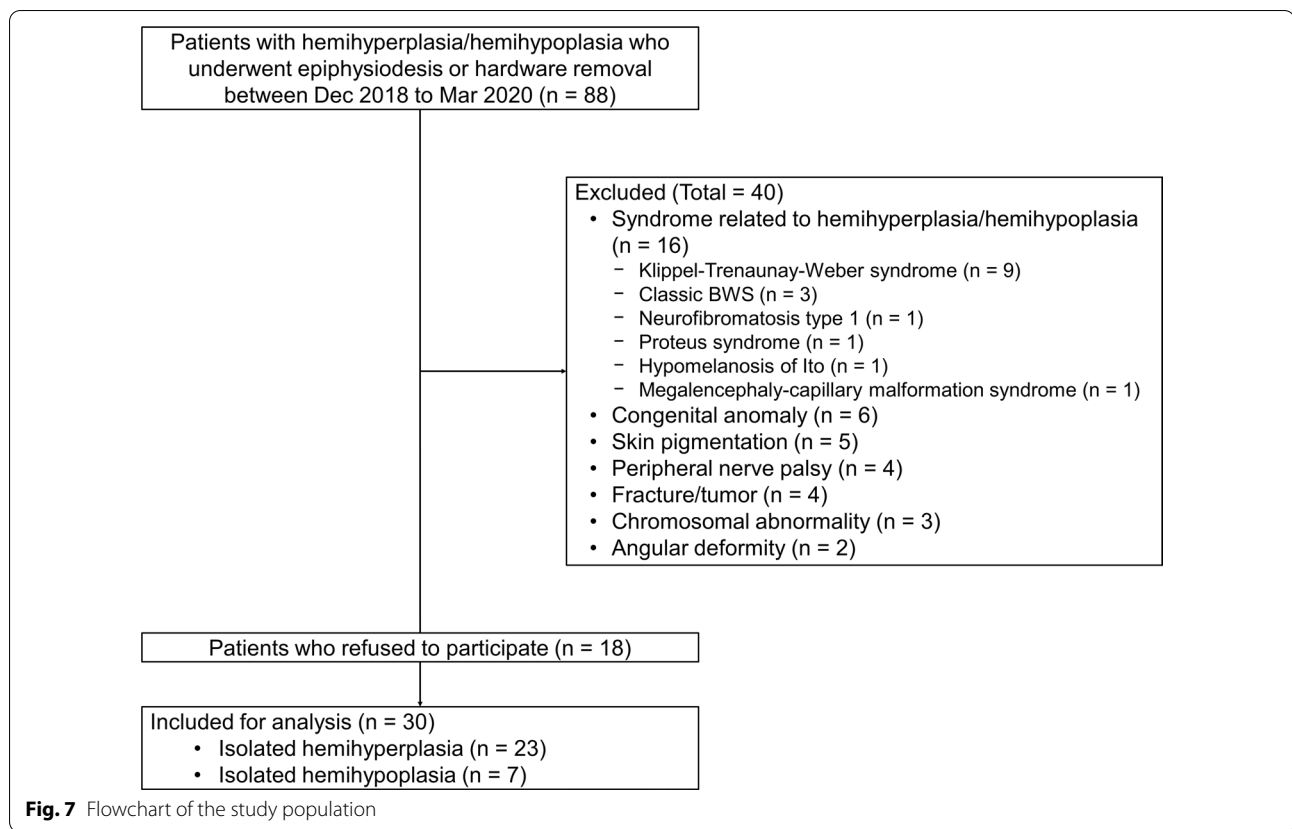 Patients with hemihyperplasia/hemihypoplasia who
underwent epiphysiodesis or hardware removal
between Dec 2018 to Mar 2020 (n = 88)
Excluded (Total = 40)
• Syndrome related to hemihyperplasia/hemihypoplasia
(n = 16)
− Klippel-Trenaunay-Weber syndrome (n = 9)
− Classic BWS (n = 3)
− Neurofibromatosis type 1 (n = 1)
− Proteus syndrome (n = 1)
− Hypomelanosis of Ito (n = 1)
− Megalencephaly-capillary malformation syndrome (n = 1)
• Congenital anomaly (n = 6)
• Skin pigmentation (n = 5)
• Peripheral nerve palsy (n = 4)
• Fracture/tumor (n = 4)
• Chromosomal abnormality (n = 3)
• Angular deformity (n = 2)
Patients who refused to participate (n = 18)
Included for analysis (n = 30)
• Isolated hemihyperplasia (n = 23)
• Isolated hemihypoplasia (n = 7)
Fig. 7 Flowchart of the study population